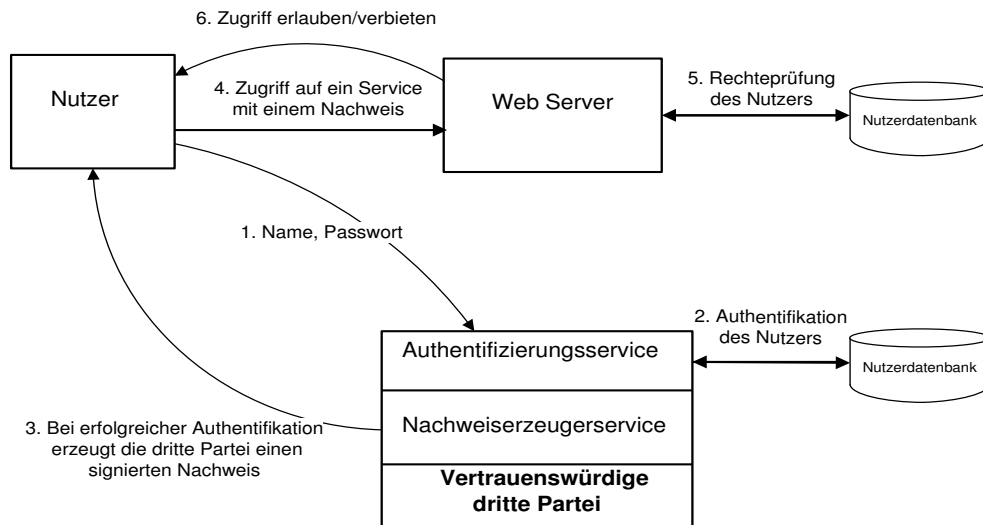 6. Zugriff erlauben/verbieten
Nutzer
4. Zugriff auf ein Service
mit einem Nachweis
Web Server
5. Rechteprüfung
des Nutzers
Nutzerdatenbank
1. Name, Passwort
Authentifizierungsservice
2. Authentifikation
des Nutzers
Nutzerdatenbank
Nachweiserzeugerservice
3. Bei erfolgreicher Authentifikation
erzeugt die dritte Partei einen
signierten Nachweis
Vertrauenswürdige
dritte Partei